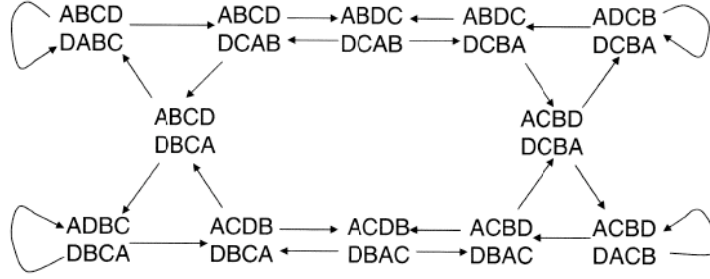 ABCD ABCD ABDC ABDC ADCB
DABC DCAB DCAB DCBA DCBA
ABCD ACBD
DBCA DCBA
ADBC ACDB ACDB ACBD ACBD
DBCA DBCA DBAC DBAC DACB